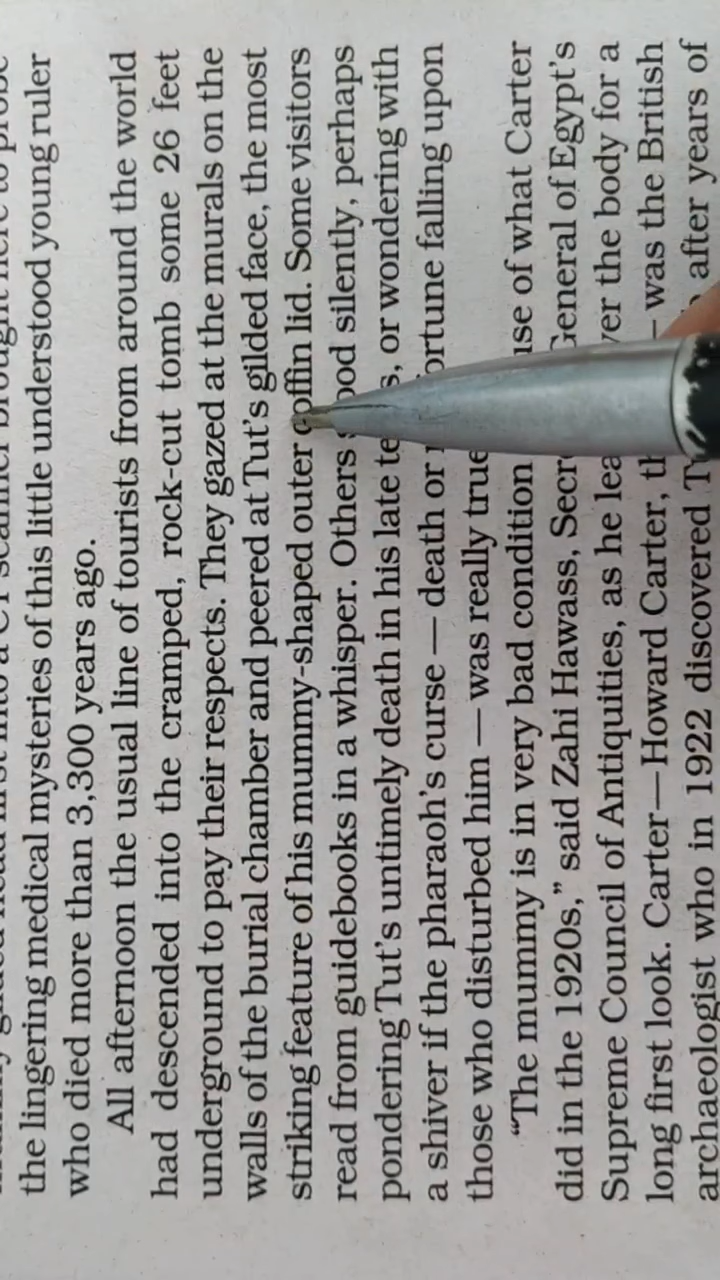 the lingering medical mysteries of this little understood young ruler
who died more than 3,300 years ago.
All afternoon the usual line of tourists from around the world
had descended into the cramped, rock-cut tomb some 26 feet
underground to pay their respects. They gazed at the murals on the
walls of the burial chamber and peered at Tut's gilded face, the most
striking feature of his mummy-shaped outer coffin lid. Some visitors
read from guidebooks in a whisper. Others silently, perhaps
pondering Tut's untimely death in his late or wondering with
a shiver if the pharaoh's curse — death or falling upon
those who disturbed him — was really true
“The mummy is in very bad condition of what Carter
did in the 1920s,” said Zahi Hawass, General of Egypt's
Supreme Council of Antiquities, as he the body for a
long first look. Carter—Howard Carter, — was the British
archaeologist who in 1922 discovered after years of